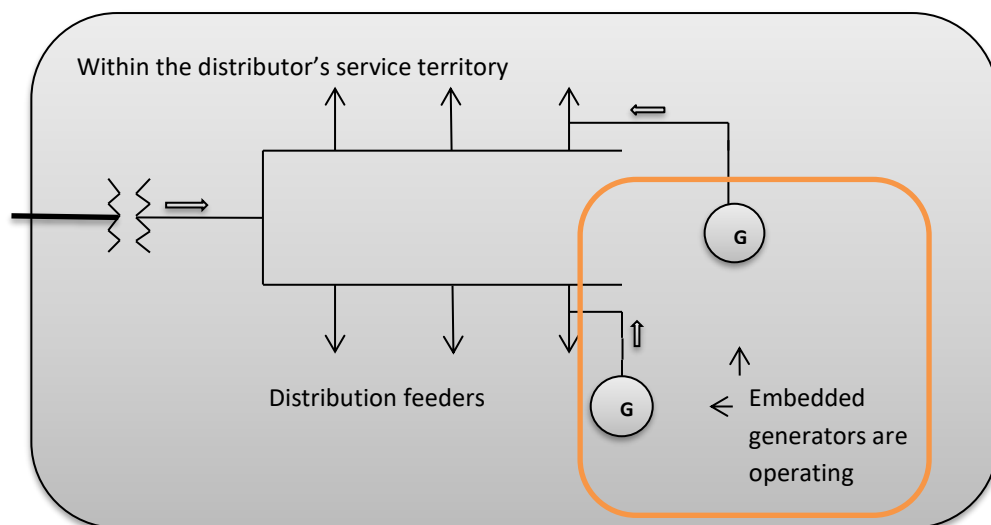 Within the distributor’s service territory
G
Distribution feeders
G
Embedded
generators are
operating